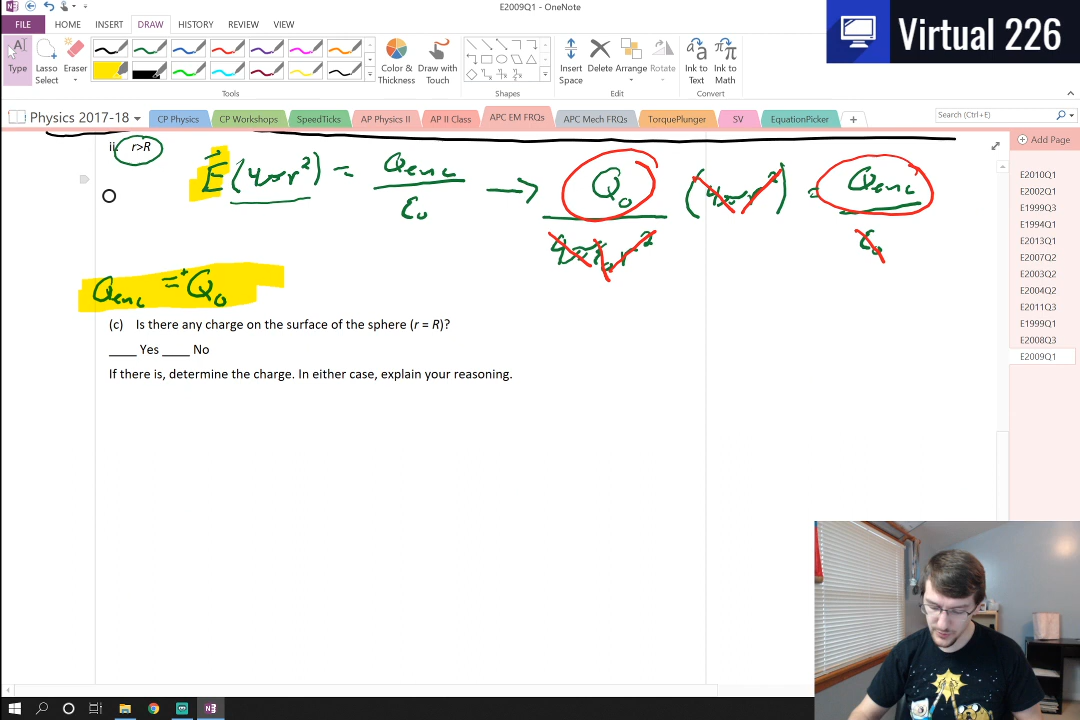 E2009Q1 - OneNote
FILE HOME INSERT DRAW HISTORY REVIEW VIEW
Virtual 226
Type
Lasso Select
Eraser
Color & Thickness
Draw with Touch
Insert Space
Delete
Arrange
Rotate
Ink to Text
Ink to Math
Tools
Shapes
Edit
Convert
Physics 2017-18
CP Physics
CP Workshops
SpeedTicks
AP Physics II
AP II Class
APC EM FRQs
APC Mech FRQs
TorquePlunger
SV
EquationPicker
Search (Ctrl+E)
Add Page
E2010Q1
E2002Q1
E1999Q3
E1994Q1
E2013Q1
E2007Q2
E2003Q2
E2004Q2
E2011Q3
E1999Q1
E2008Q3
E2009Q1
ii. r>R
E (4πr²) = Qenc / ε₀ → Q₀ / 4πε₀r² (4πr²) = Qenc / ε₀
Qenc = +Q₀
(c) Is there any charge on the surface of the sphere (r = R)?
____ Yes ____ No
If there is, determine the charge. In either case, explain your reasoning.